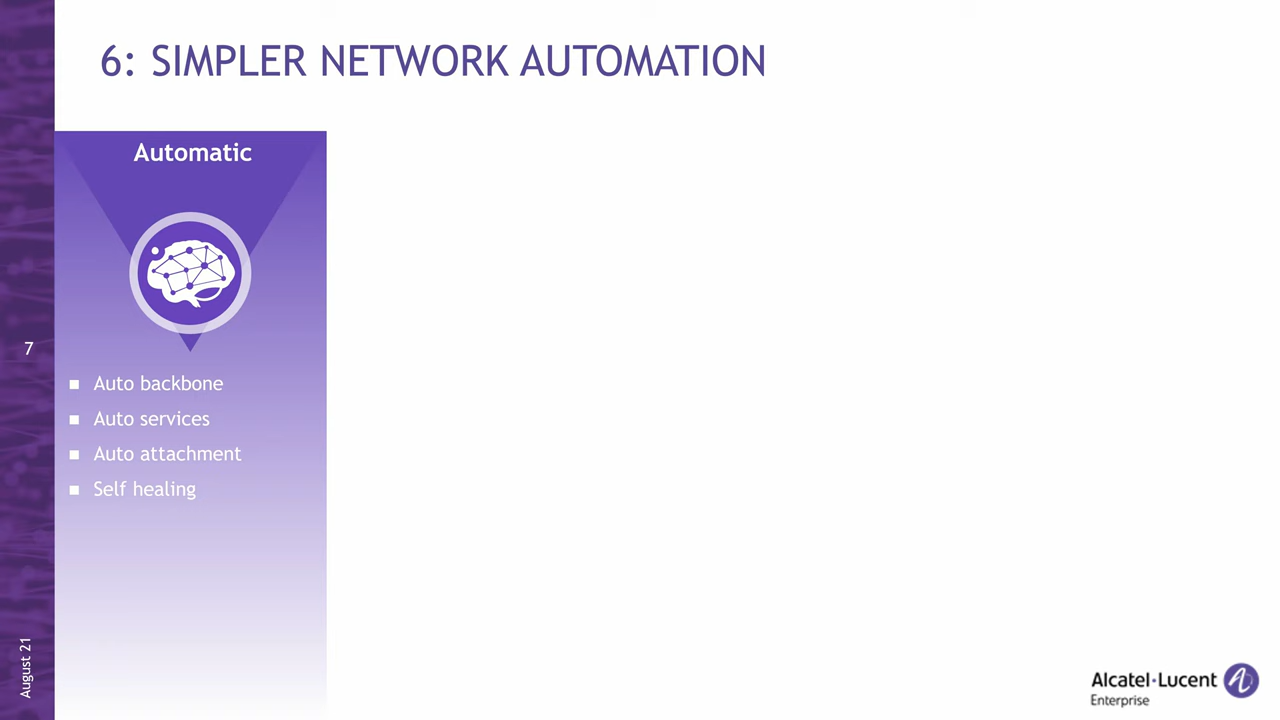 6: SIMPLER NETWORK AUTOMATION
Automatic
Auto backbone
Auto services
Auto attachment
Self healing
7
August 21
Alcatel·Lucent
Enterprise